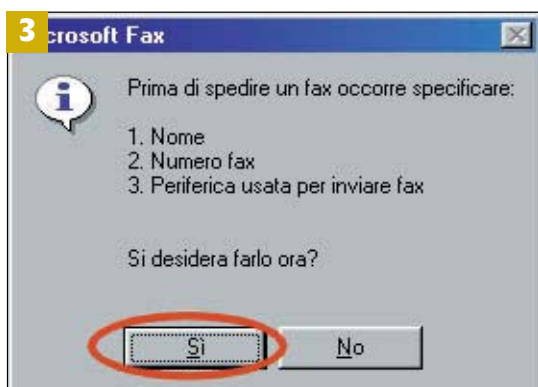 3
crosoft Fax
Prima di spedire un fax occorre specificare:
1. Nome
2. Numero fax
3. Periferica usata per inviare fax
Si desidera farlo ora?
Sì
No